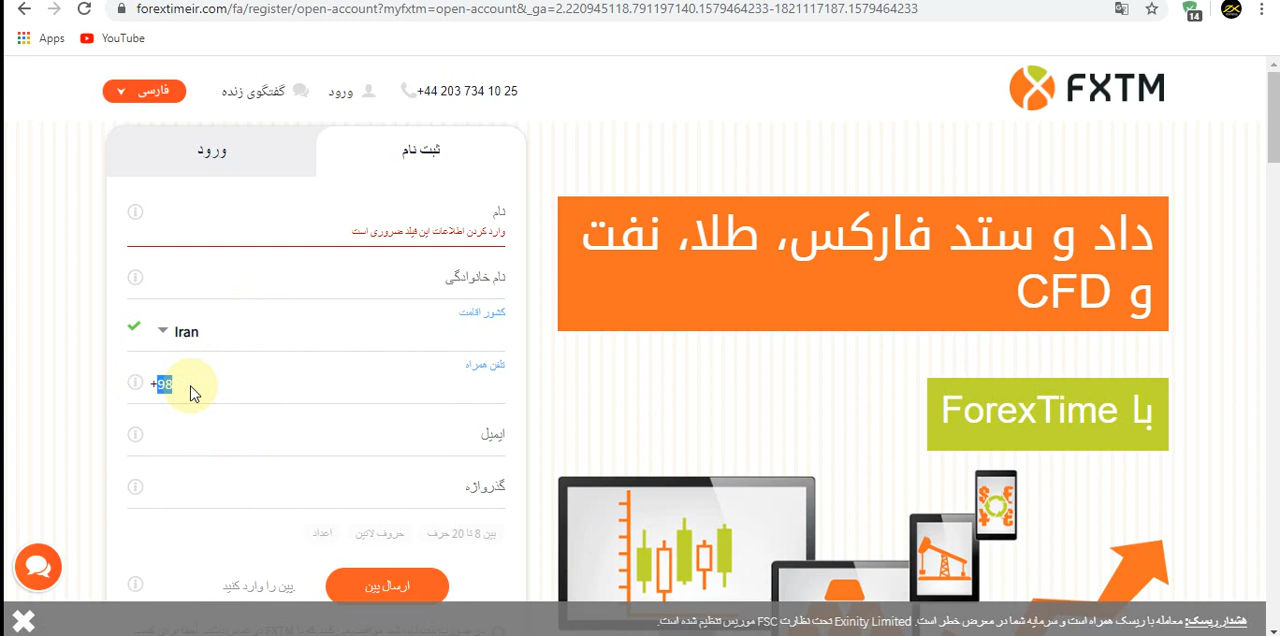 forextimeir.com/fa/register/open-account?myfxtm=open-account&_ga=2.220945118.791197140.1579464233-1821117187.1579464233
14
Apps
YouTube
فارسی
گفتگوی زنده
ورود
+44 203 734 10 25
FXTM
ثبت نام
ورود
نام
وارد کردن اطلاعات این فیلد ضروری است
نام خانوادگی
کشور اقامت
Iran
تلفن همراه
+98
ایمیل
گذرواژه
بین 8 تا 20 حرف
حروف لاتین
اعداد
ارسال پین
پین را وارد کنید.
داد و ستد فارکس، طلا، نفت
و CFD
با ForexTime
هشدار ریسک: معامله با ریسک همراه است و سرمایه شما در معرض خطر است. Exinity Limited تحت نظارت FSC موریس تنظیم شده است.